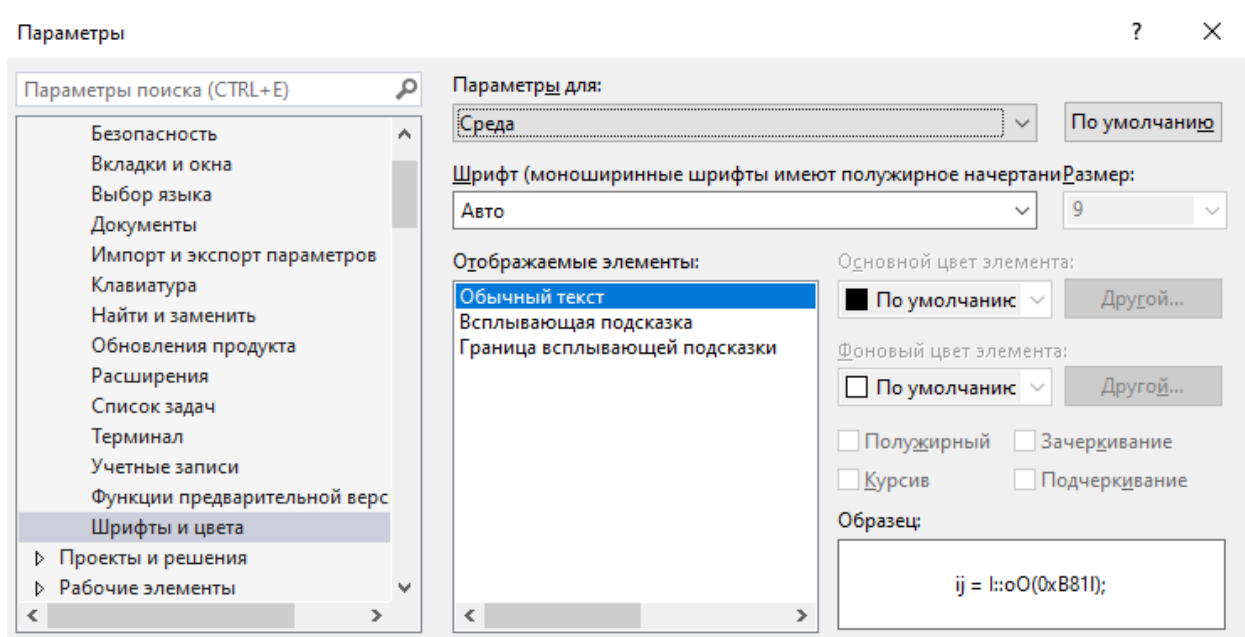 Параметры
?
Параметры поиска (CTRL+E)
Безопасность
Вкладки и окна
Выбор языка
Документы
Импорт и экспорт параметров
Клавиатура
Найти и заменить
Обновления продукта
Расширения
Список задач
Терминал
Учетные записи
Функции предварительной верс
Шрифты и цвета
Проекты и решения
Рабочие элементы
Параметры для:
Среда
По умолчанию
Шрифт (моноширинные шрифты имеют полужирное начертани
Размер:
Авто
9
Отображаемые элементы:
Обычный текст
Всплывающая подсказка
Граница всплывающей подсказки
Основной цвет элемента:
По умолчанию
Другой...
Фоновый цвет элемента:
По умолчанию
Другой...
Полужирный
Зачеркивание
Курсив
Подчеркивание
Образец:
ij = I::oO(0xB81l);